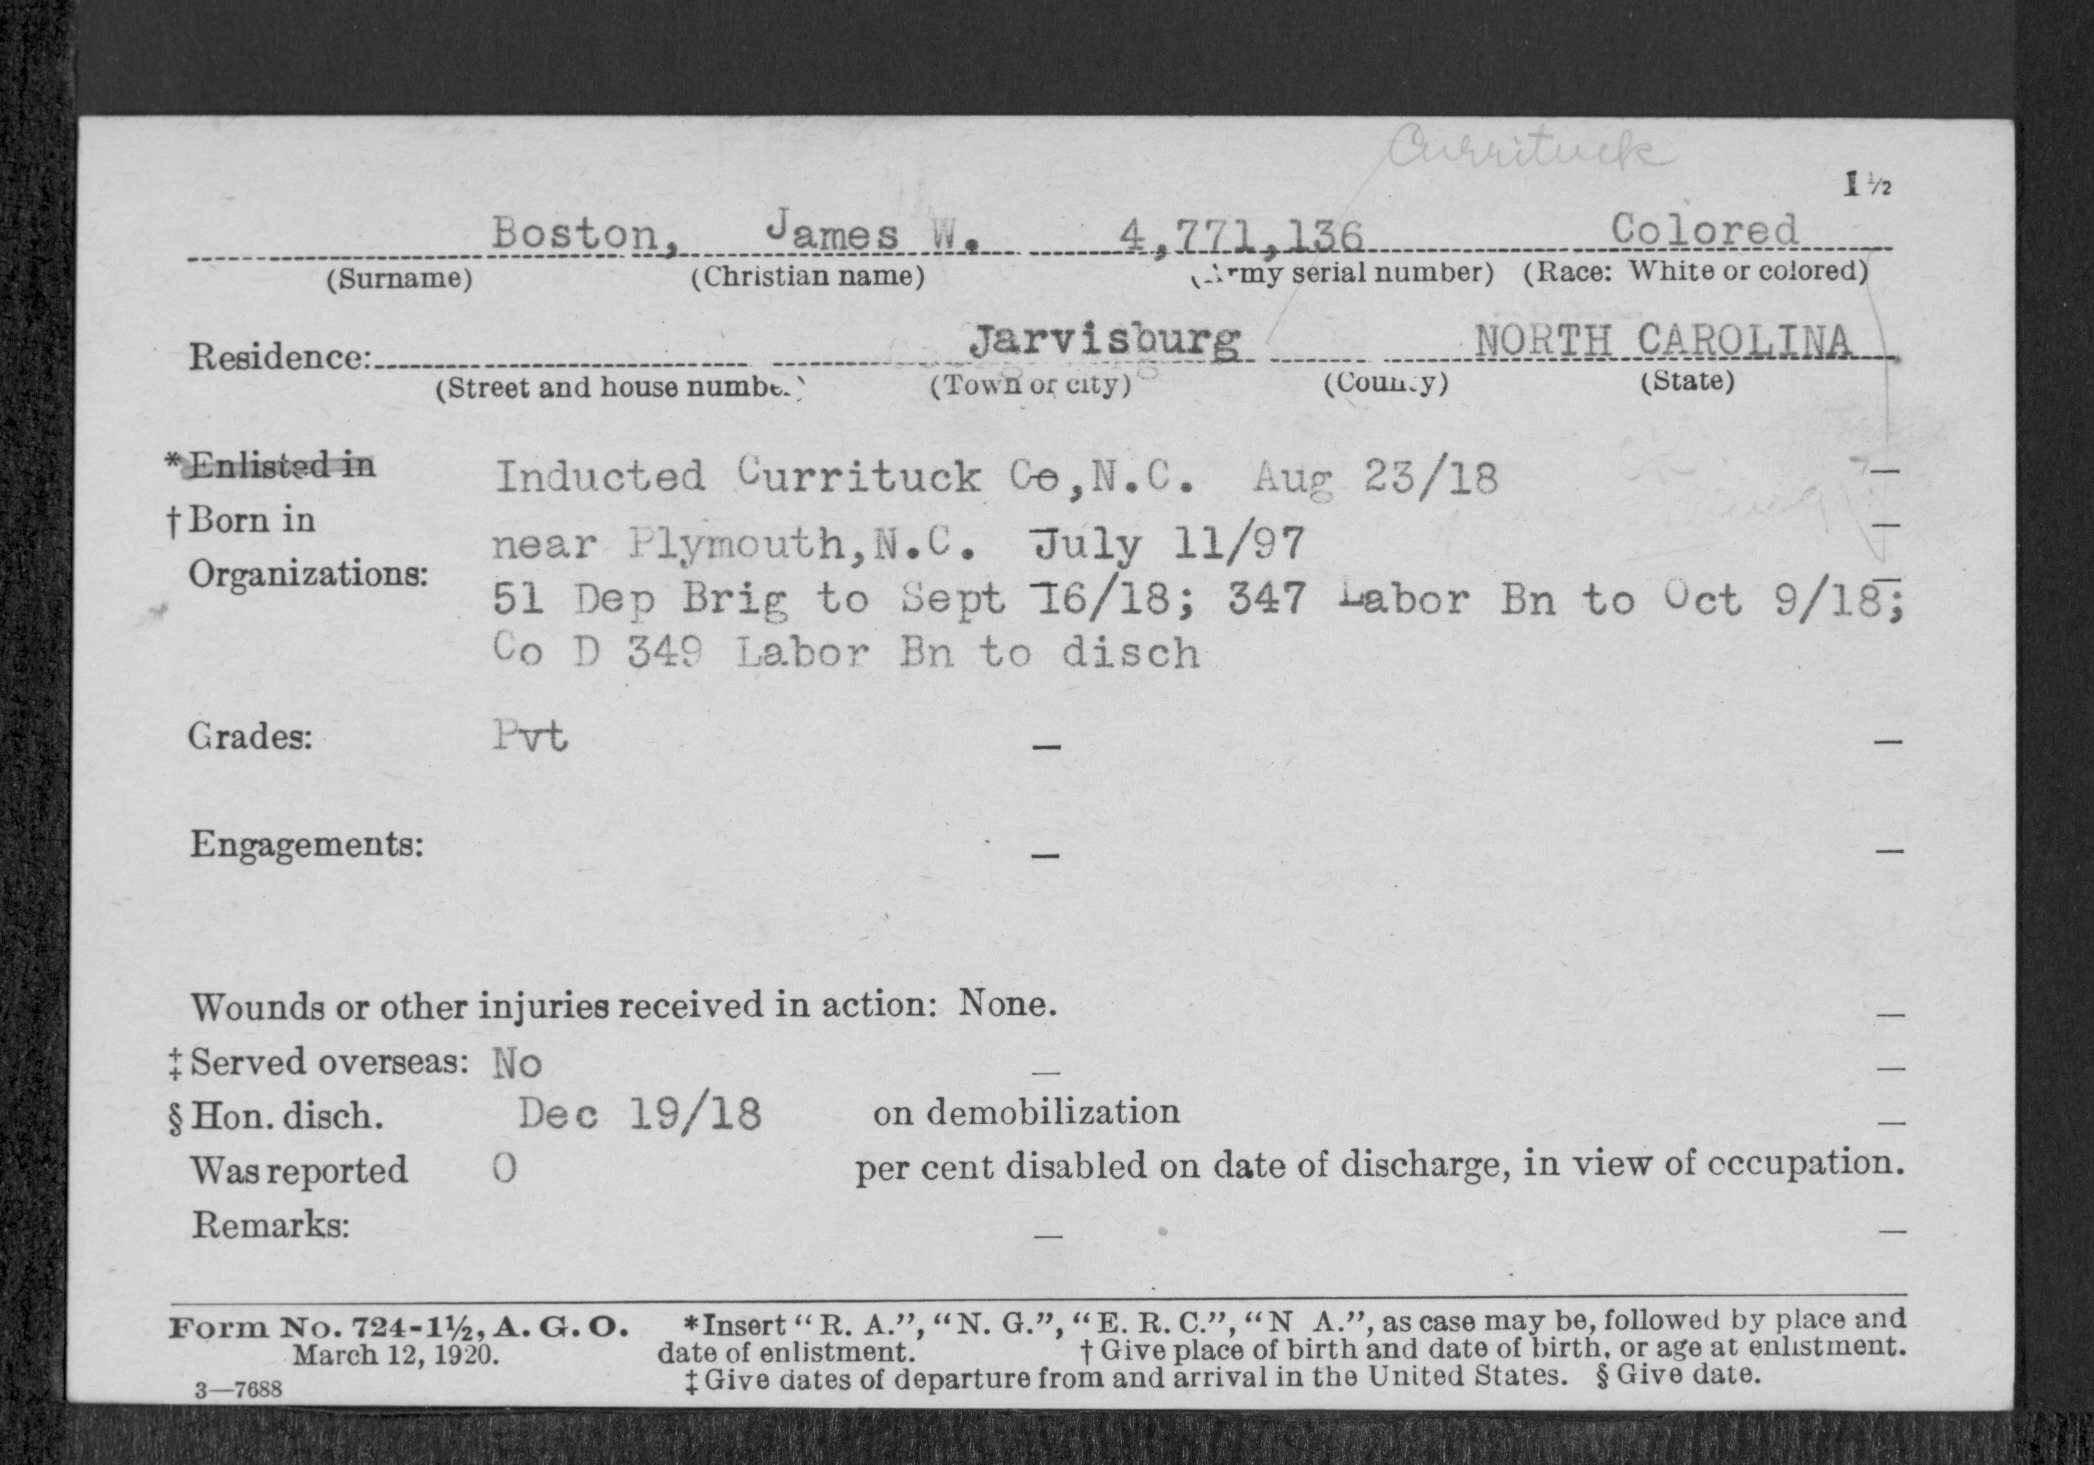 Currituck
1 ½
Boston, James W. 4,771,136 Colored
(Surname) (Christian name) (Army serial number) (Race: White or colored)
Residence: Jarvisburg NORTH CAROLINA
(Street and house number) (Town or city) (County) (State)
*Enlisted in Inducted Currituck Co,N.C. Aug 23/18 —
†Born in near Plymouth,N.C. July 11/97 —
Organizations: 51 Dep Brig to Sept 16/18; 347 Labor Bn to Oct 9/18;
Co D 349 Labor Bn to disch
Grades: Pvt — —
Engagements: — —
Wounds or other injuries received in action: None. —
‡Served overseas: No — —
§Hon. disch. Dec 19/18 on demobilization —
Was reported 0 per cent disabled on date of discharge, in view of occupation.
Remarks: — —
Form No. 724-1½, A. G. O. *Insert “R. A.”, “N. G.”, “E. R. C.”, “N A.”, as case may be, followed by place and
March 12, 1920. date of enlistment. †Give place of birth and date of birth, or age at enlistment.
3—7688 ‡Give dates of departure from and arrival in the United States. §Give date.